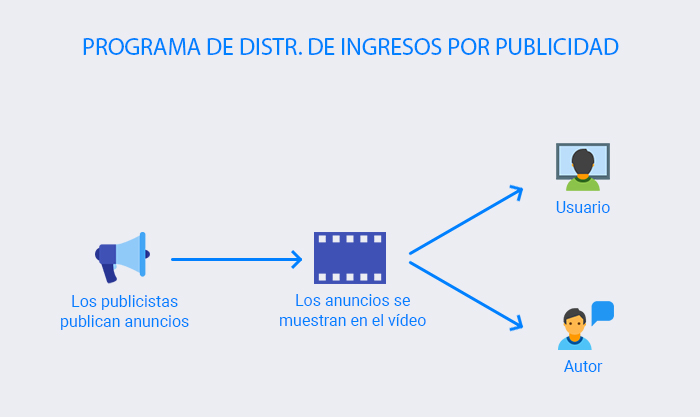 PROGRAMA DE DISTR. DE INGRESOS POR PUBLICIDAD
Usuario
Los publicistas
publican anuncios
Los anuncios se
muestran en el vídeo
Autor